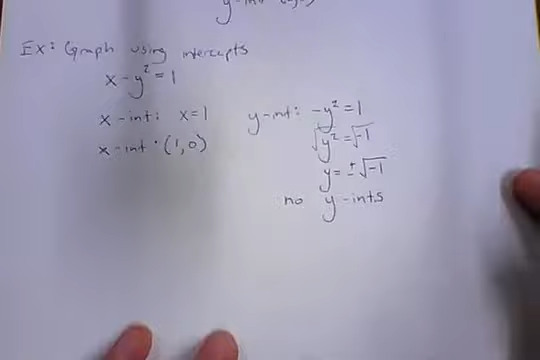 Ex: Graph using intercepts
x - y² = 1
x-int: x = 1
x-int · (1,0)
y-int: -y² = 1
√y² = √-1
y = ±√-1
no y-ints